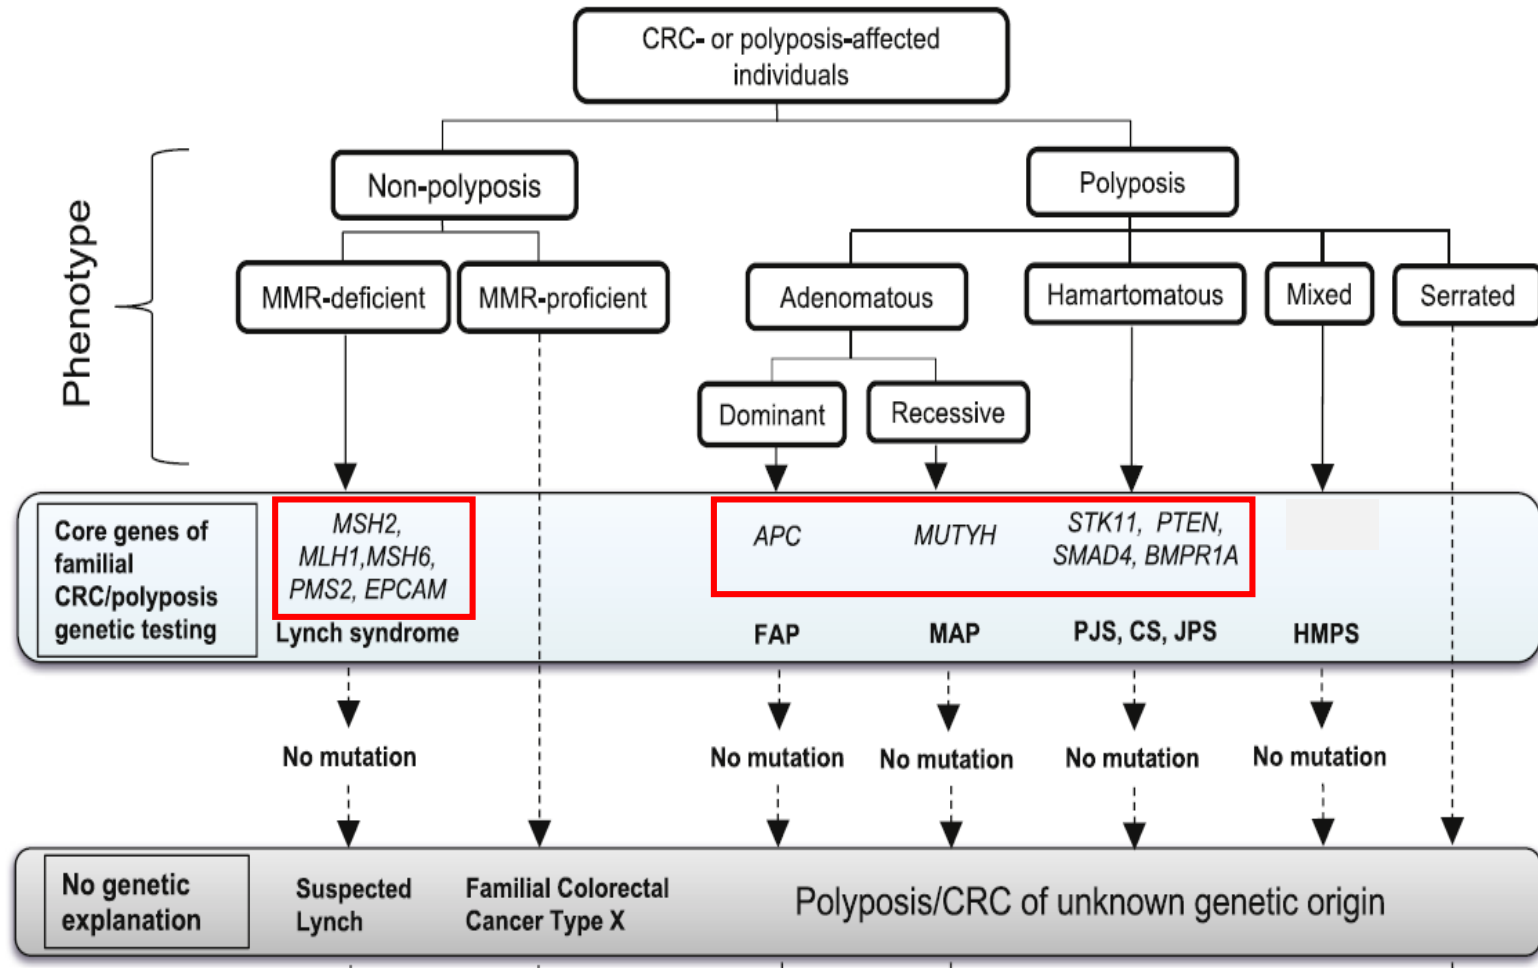 CRC- or polyposis-affected
individuals
Non-polyposis
Polyposis
Phenotype
MMR-deficient
MMR-proficient
Adenomatous
Hamartomatous
Mixed
Serrated
Dominant
Recessive
Core genes of
familial
CRC/polyposis
genetic testing
MSH2,
MLH1,MSH6,
PMS2, EPCAM
Lynch syndrome
APC
FAP
MUTYH
MAP
STK11, PTEN,
SMAD4, BMPR1A
PJS, CS, JPS
HMPS
No mutation
No mutation
No mutation
No mutation
No mutation
No genetic
explanation
Suspected
Lynch
Familial Colorectal
Cancer Type X
Polyposis/CRC of unknown genetic origin